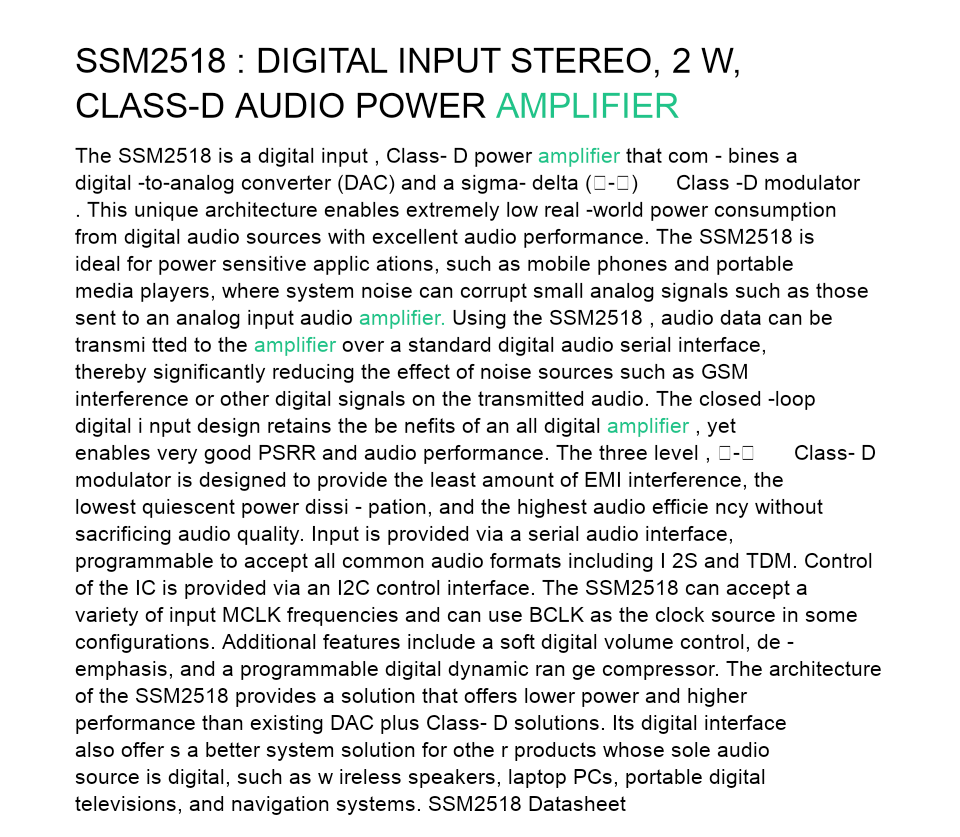 SSM2518 : DIGITAL INPUT STEREO, 2 W,
CLASS-D AUDIO POWER AMPLIFIER
The SSM2518 is a digital input , Class- D power amplifier that com - bines a
digital -to-analog converter (DAC) and a sigma- delta (□-□) Class -D modulator
. This unique architecture enables extremely low real -world power consumption
from digital audio sources with excellent audio performance. The SSM2518 is
ideal for power sensitive applic ations, such as mobile phones and portable
media players, where system noise can corrupt small analog signals such as those
sent to an analog input audio amplifier. Using the SSM2518 , audio data can be
transmi tted to the amplifier over a standard digital audio serial interface,
thereby significantly reducing the effect of noise sources such as GSM
interference or other digital signals on the transmitted audio. The closed -loop
digital i nput design retains the be nefits of an all digital amplifier , yet
enables very good PSRR and audio performance. The three level , □-□ Class- D
modulator is designed to provide the least amount of EMI interference, the
lowest quiescent power dissi - pation, and the highest audio efficie ncy without
sacrificing audio quality. Input is provided via a serial audio interface,
programmable to accept all common audio formats including I 2S and TDM. Control
of the IC is provided via an I2C control interface. The SSM2518 can accept a
variety of input MCLK frequencies and can use BCLK as the clock source in some
configurations. Additional features include a soft digital volume control, de -
emphasis, and a programmable digital dynamic ran ge compressor. The architecture
of the SSM2518 provides a solution that offers lower power and higher
performance than existing DAC plus Class- D solutions. Its digital interface
also offer s a better system solution for othe r products whose sole audio
source is digital, such as w ireless speakers, laptop PCs, portable digital
televisions, and navigation systems. SSM2518 Datasheet